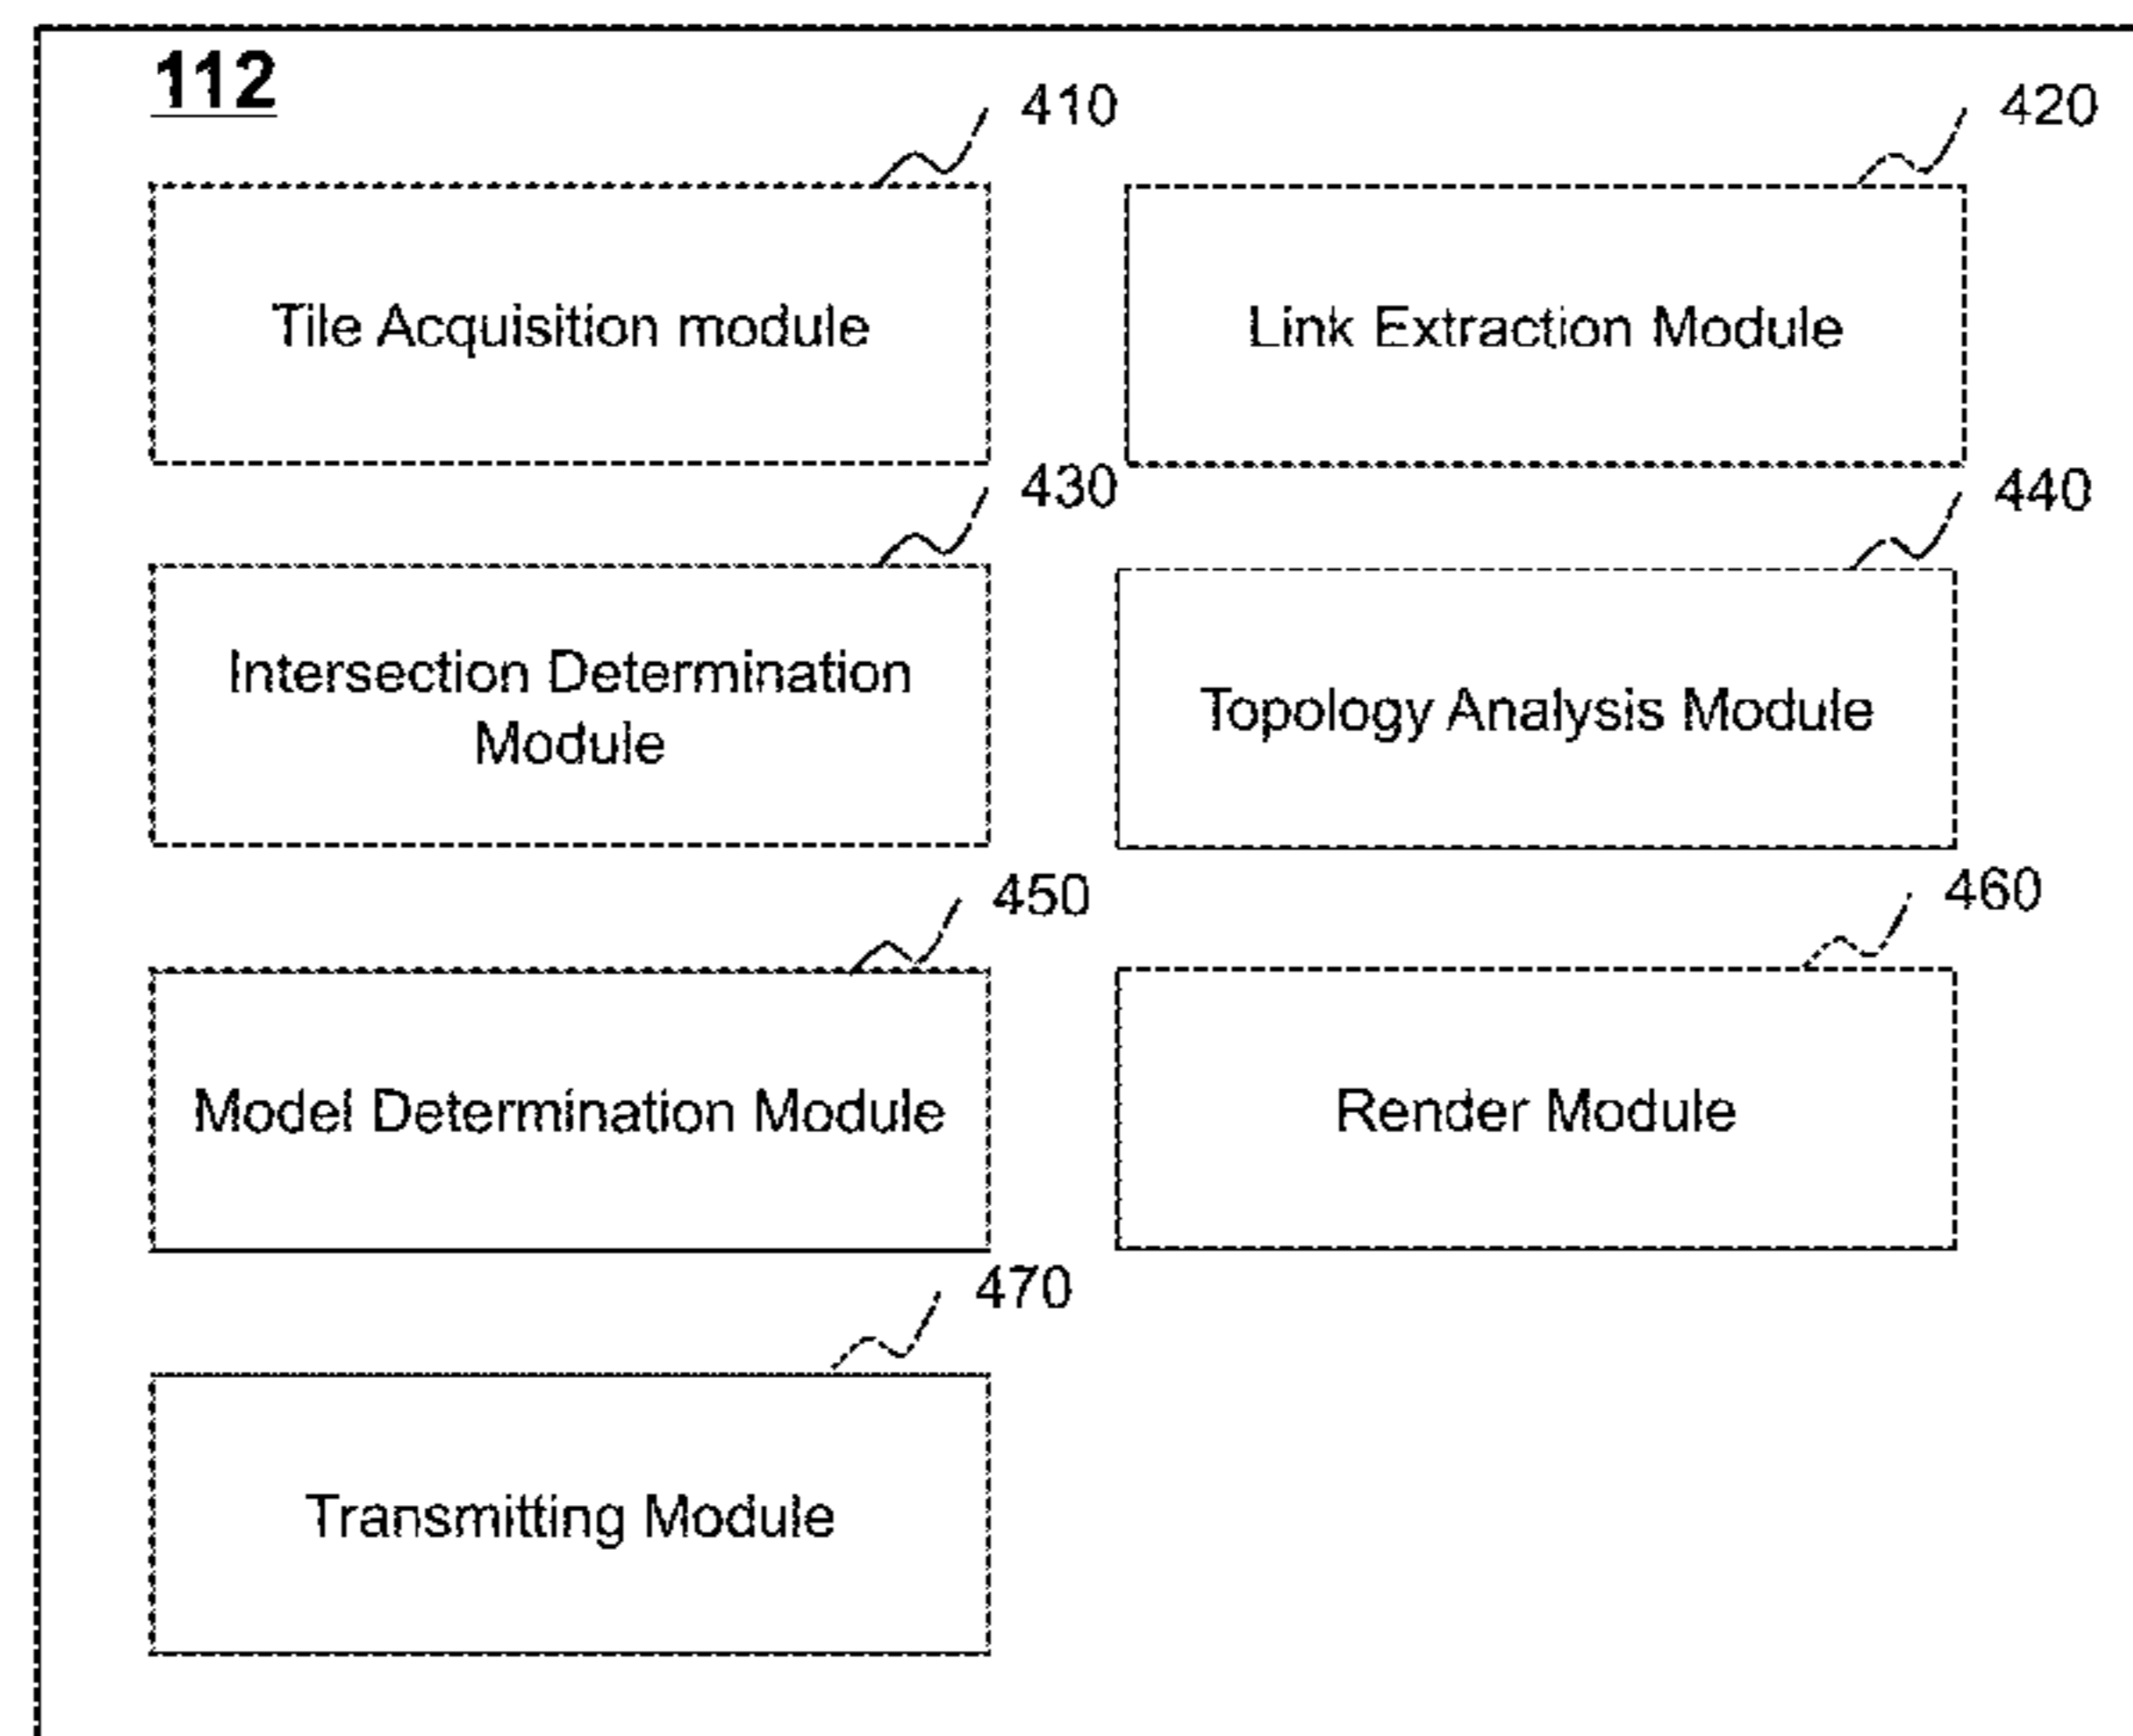 112
410
420
Tile Acquisition module
Link Extraction Module
430
440
Intersection Determination
Module
Topology Analysis Module
450
460
Model Determination Module
Render Module
470
Transmitting Module